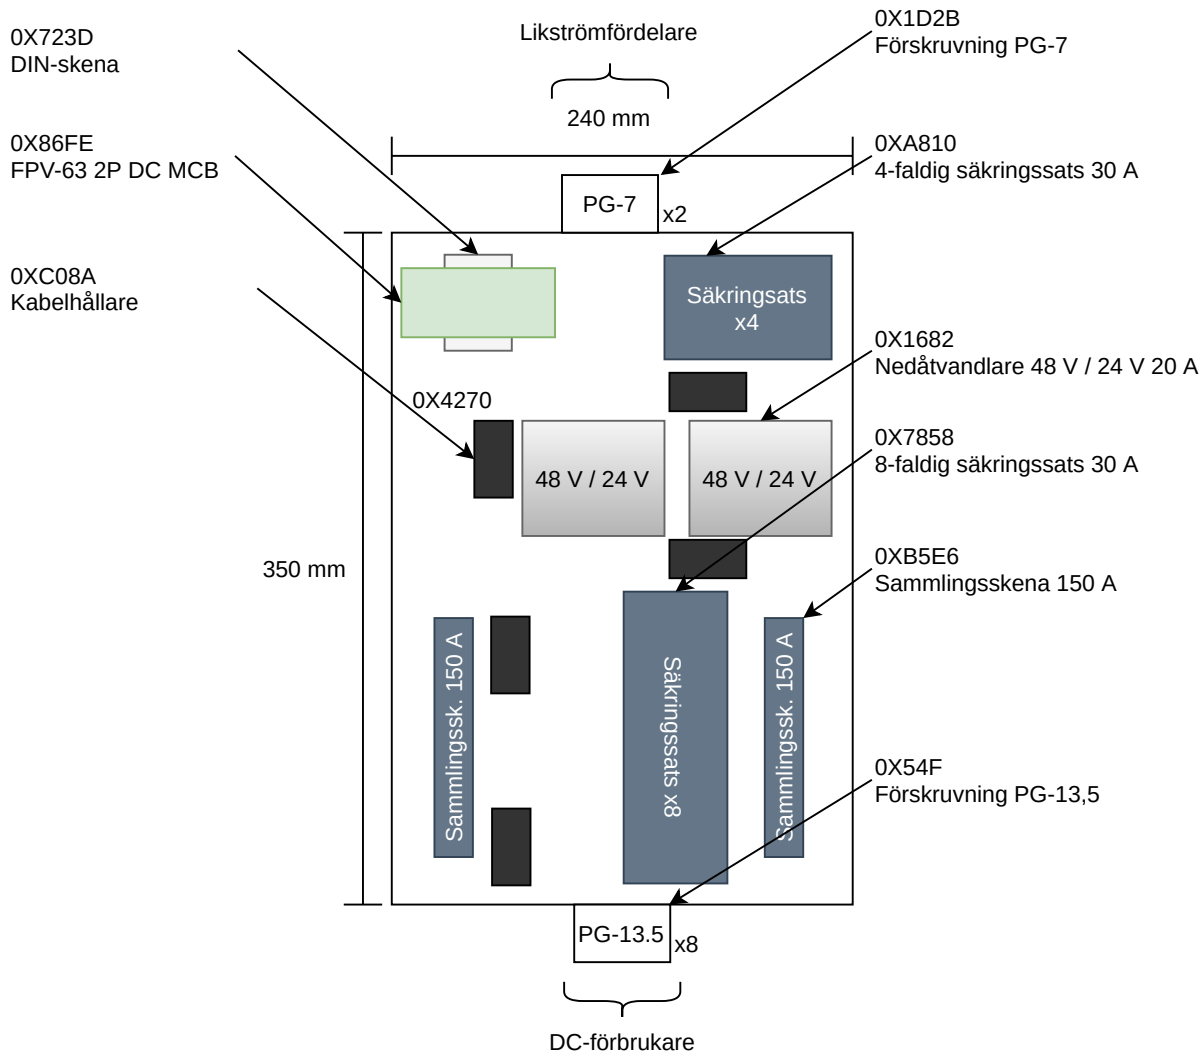 0X723D
DIN-skena
Likströmfördelare
0X1D2B
Förskruvning PG-7
240 mm
0X86FE
FPV-63 2P DC MCB
0XA810
4-faldig säkringssats 30 A
PG-7
x2
0XC08A
Kabelhållare
Säkringsats
x4
0X1682
Nedåtvandlare 48 V / 24 V 20 A
0X4270
48 V / 24 V
48 V / 24 V
0X7858
8-faldig säkringssats 30 A
350 mm
0XB5E6
Sammlingsskena 150 A
Sammlingssk. 150 A
Säkringssats x8
Sammlingssk. 150 A
0X54F
Förskruvning PG-13,5
PG-13.5
x8
DC-förbrukare